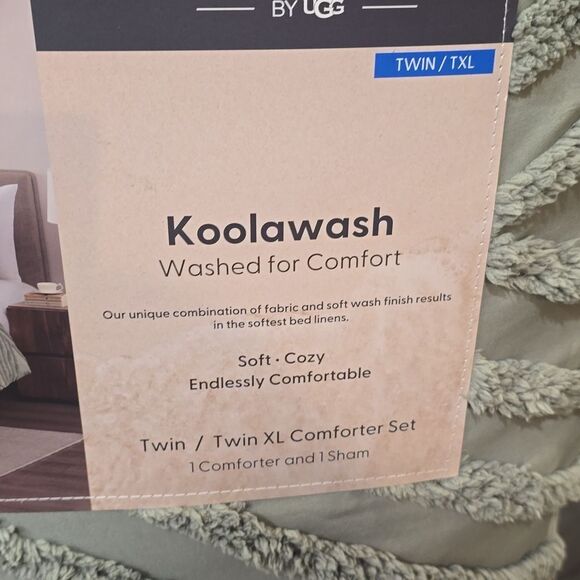 BY UGG
TWIN / TXL
Koolawash
Washed for Comfort
Our unique combination of fabric and soft wash finish results
in the softest bed linens.
Soft · Cozy
Endlessly Comfortable
Twin / Twin XL Comforter Set
1 Comforter and 1 Sham